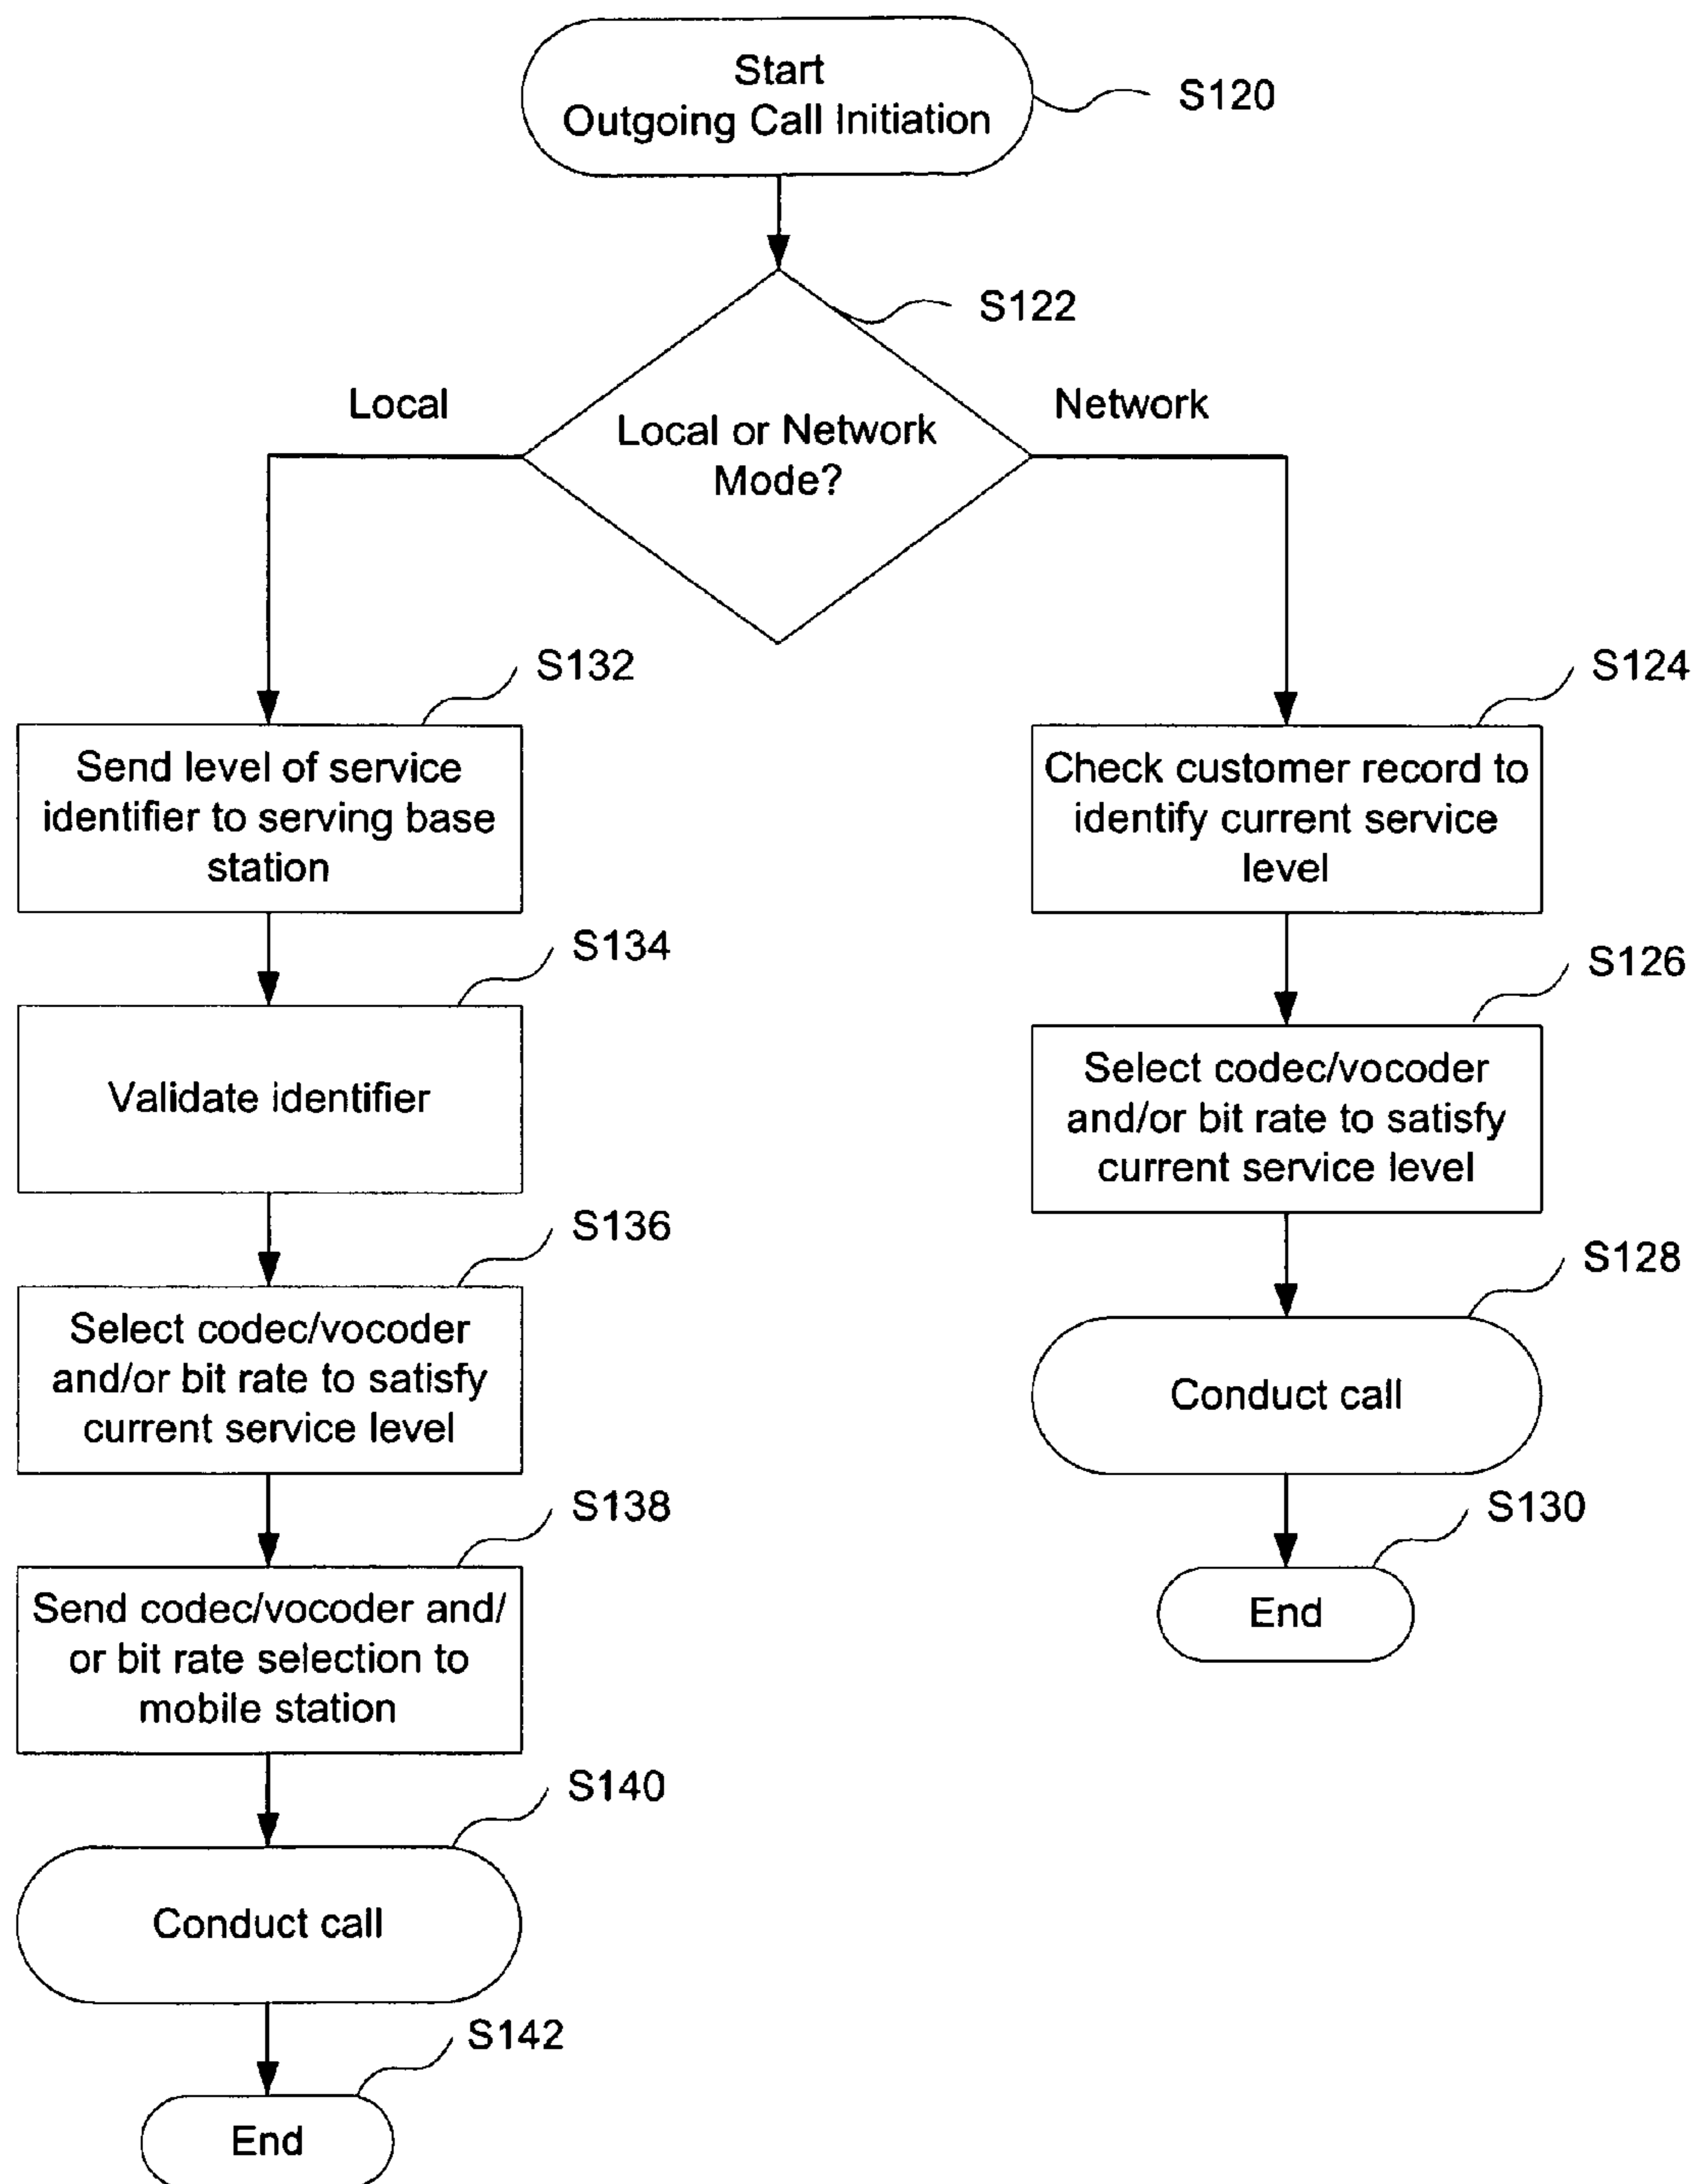 Start
Outgoing Call Initiation
S120
S122
Local
Network
Local or Network
Mode?
S132
Send level of service
identifier to serving base
station
S134
Validate identifier
S136
Select codec/vocoder
and/or bit rate to satisfy
current service level
S138
Send codec/vocoder and/
or bit rate selection to
mobile station
S140
Conduct call
S142
End
S124
Check customer record to
identify current service
level
S126
Select codec/vocoder
and/or bit rate to satisfy
current service level
S128
Conduct call
S130
End